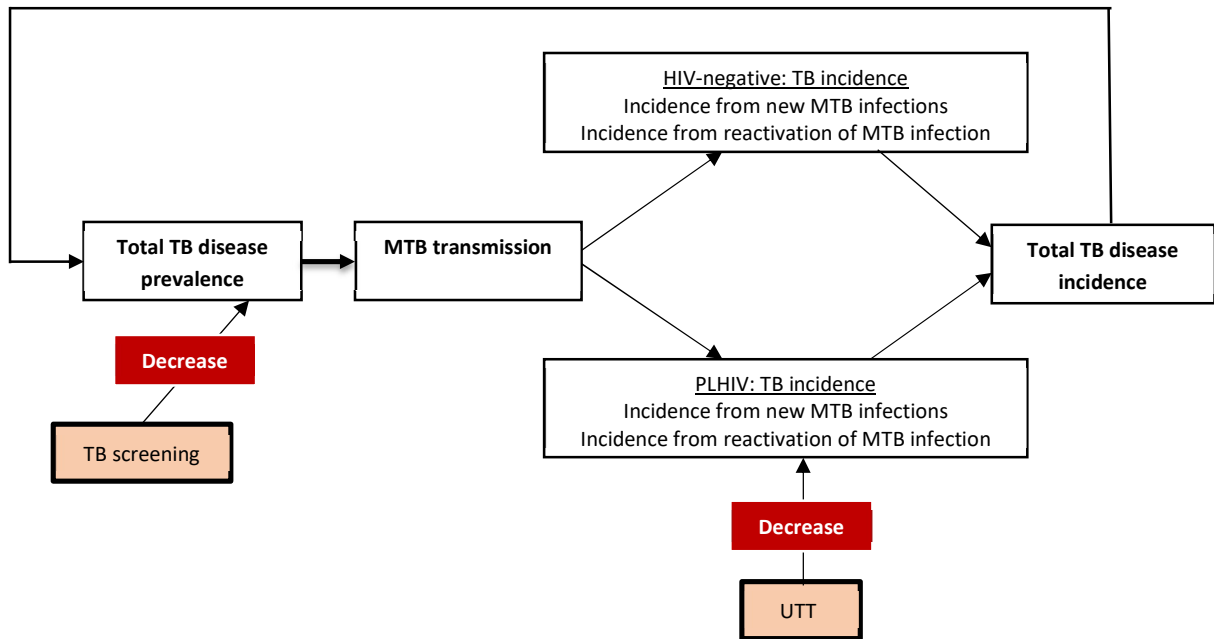 HIV-negative: TB incidence
Incidence from new MTB infections
Incidence from reactivation of MTB infection
Total TB disease
prevalence
MTB transmission
Total TB disease
incidence
Decrease
TB screening
PLHIV: TB incidence
Incidence from new MTB infections
Incidence from reactivation of MTB infection
Decrease
UTT